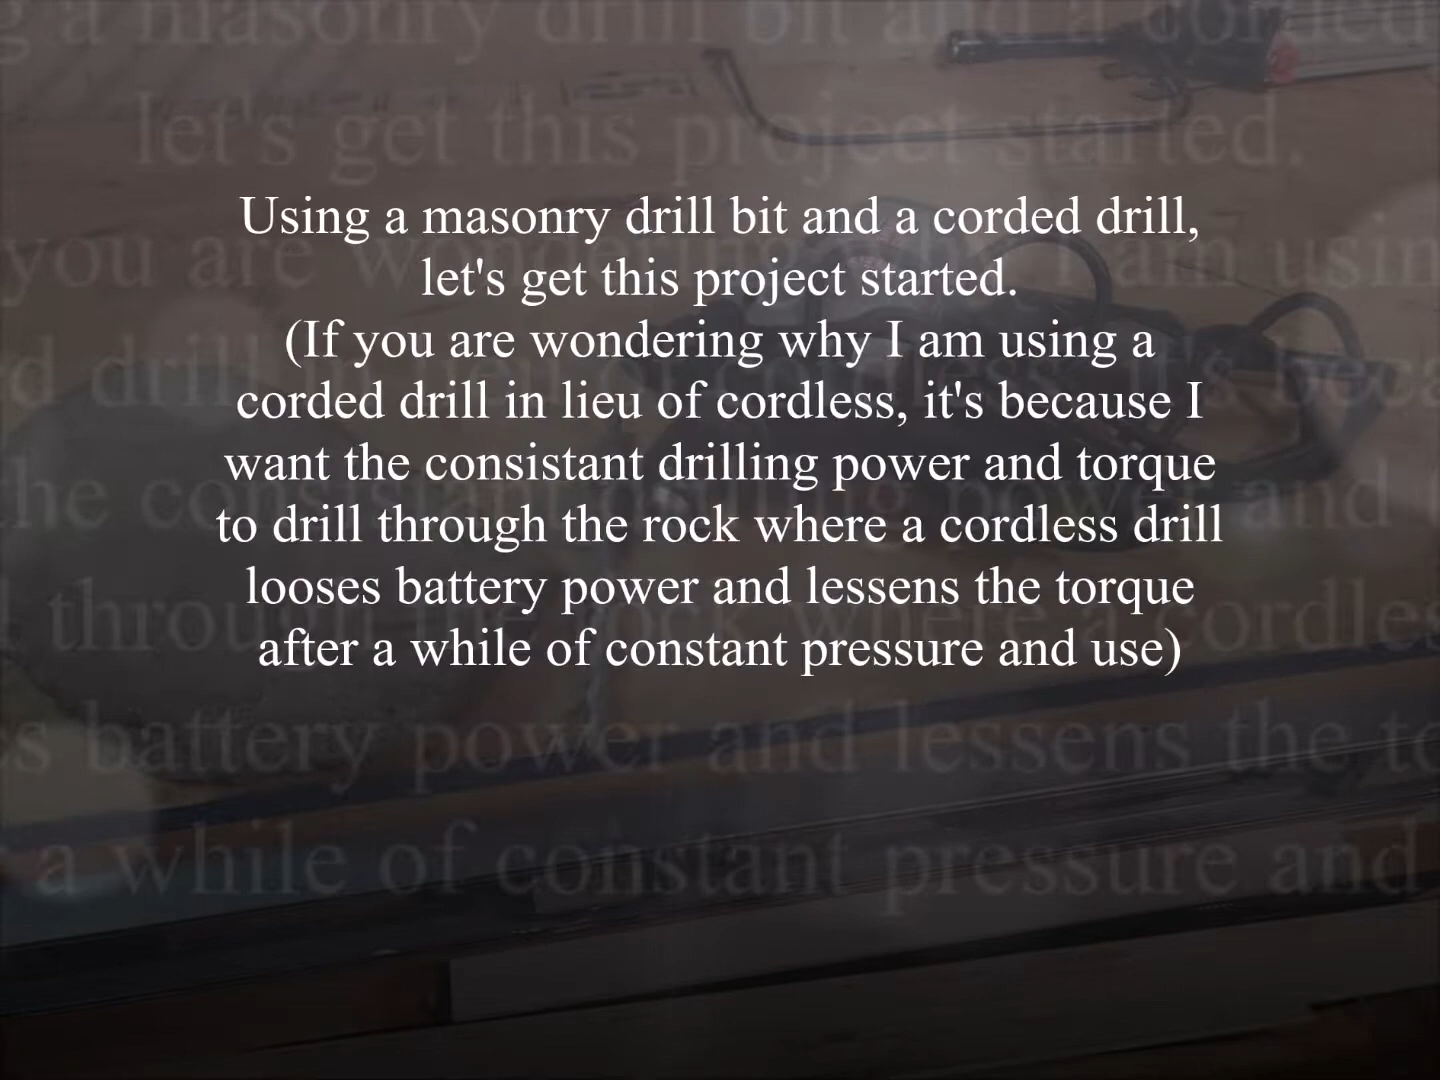 Using a masonry drill bit and a corded drill,
let's get this project started.
(If you are wondering why I am using a
corded drill in lieu of cordless, it's because I
want the consistant drilling power and torque
to drill through the rock where a cordless drill
looses battery power and lessens the torque
after a while of constant pressure and use)